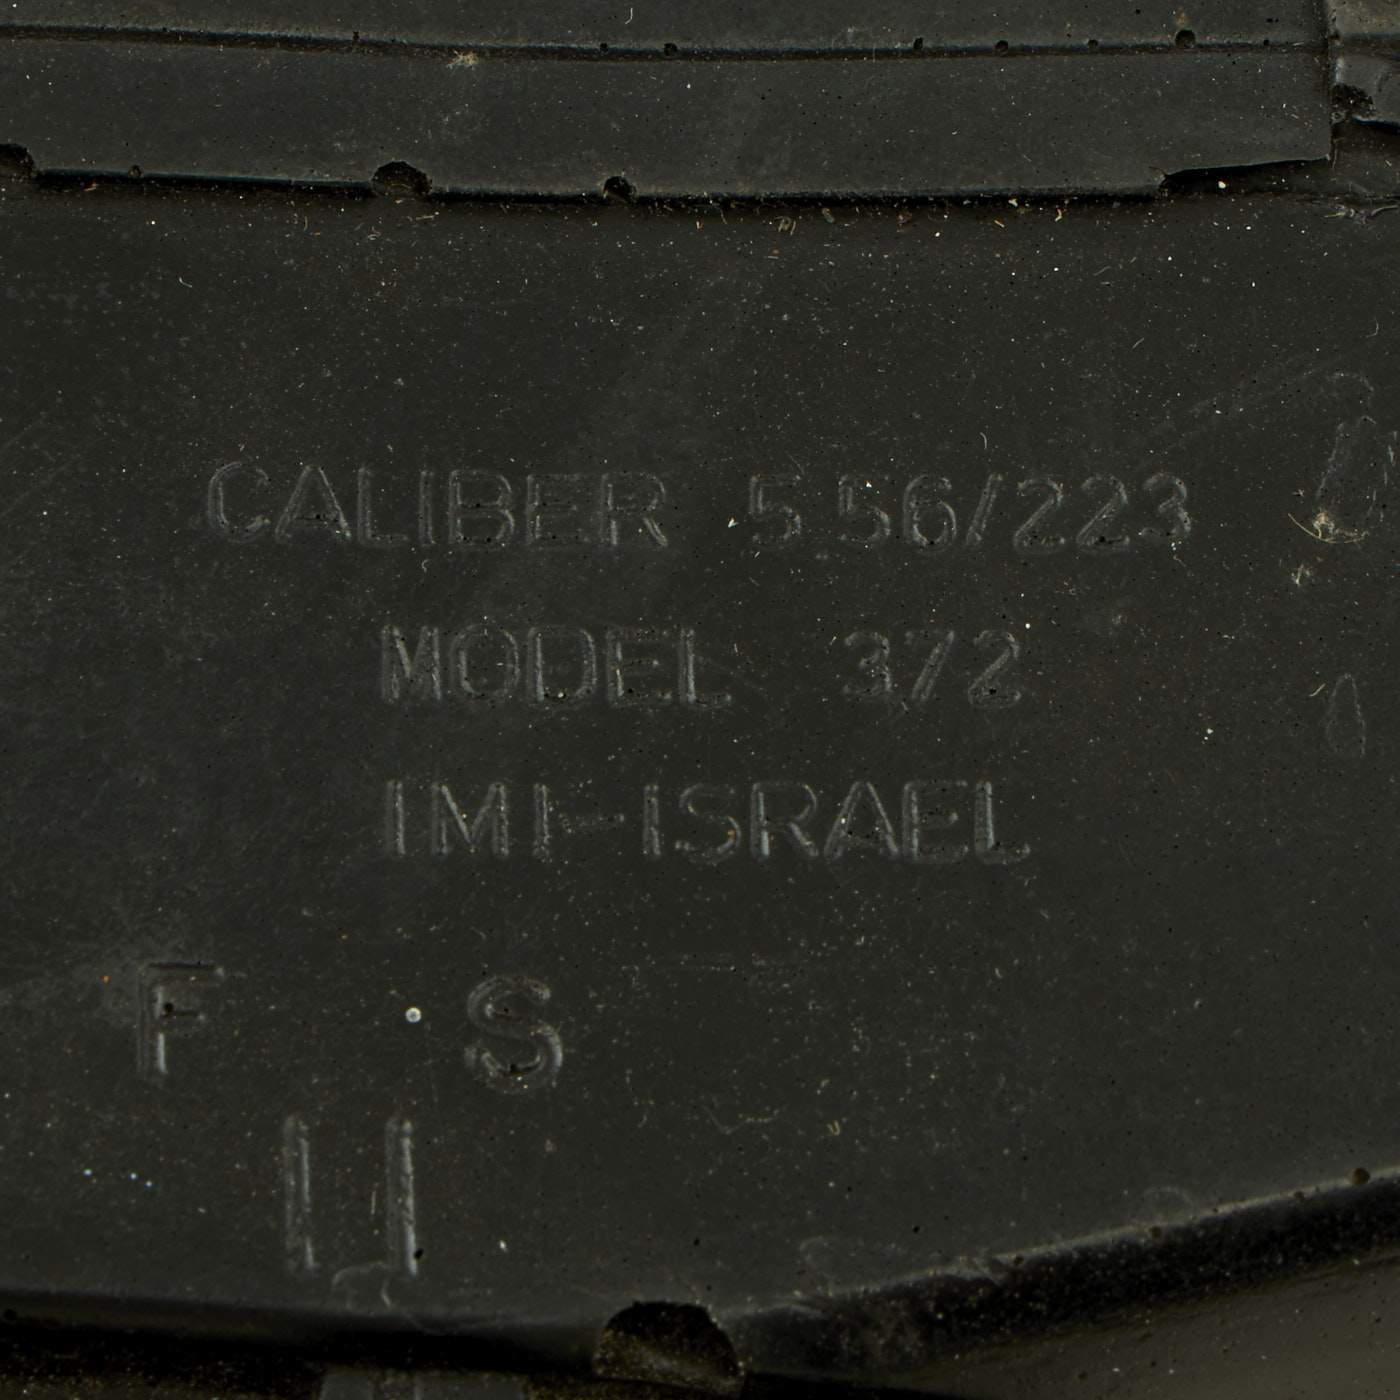 CALIBER 5.56/223
MODEL 372
IMI-ISRAEL
F S